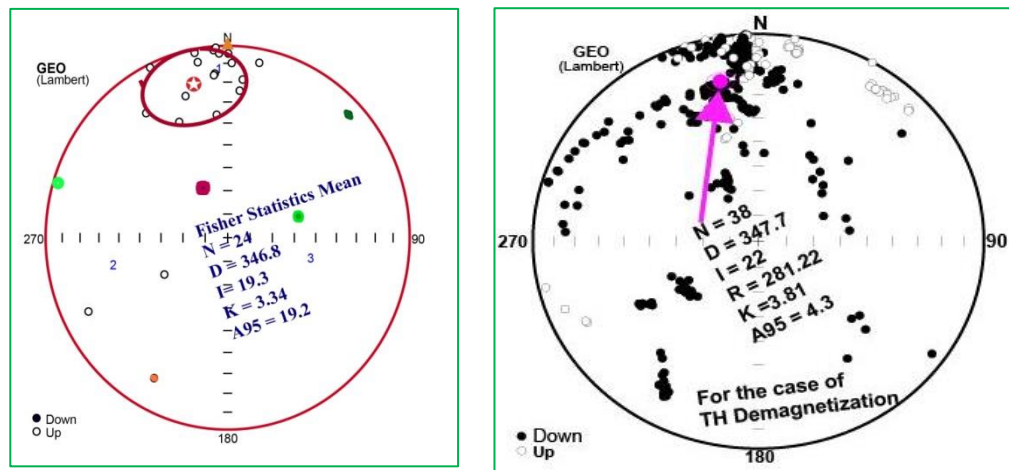 N
GEO
(Lambert)
1
Fisher Statistics Mean
N = 24
D = 346.8
I= 19.3
K = 3.34
A95 = 19.2
270
90
2
3
Down
Up
180
N
GEO
(Lambert)
270
90
N = 38
D = 347.7
I = 22
R = 281.22
K =3.81
A95 = 4.3
For the case of
TH Demagnetization
Down
Up
180